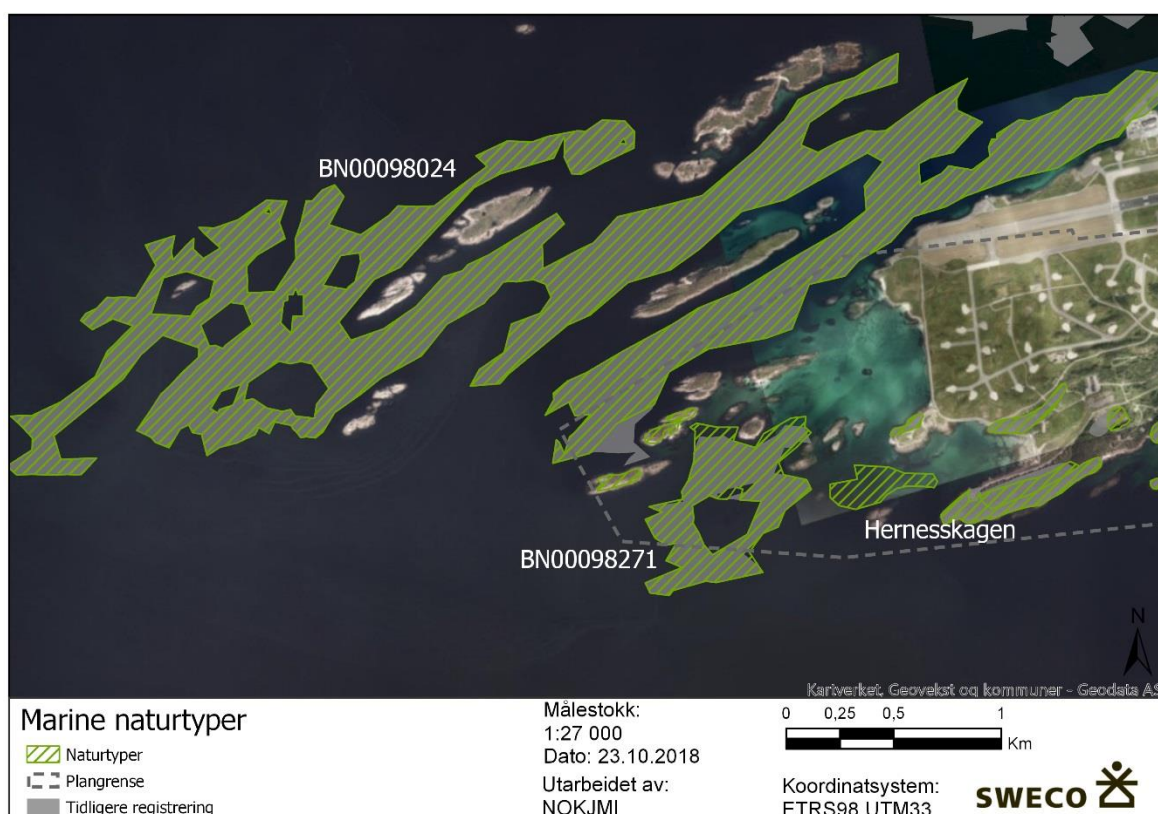 BN00098024
Hernesskagen
BN00098271
N
Kartverket, Geovekst og kommuner - Geodata AS
Marine naturtyper
Naturtyper
Plangrense
Tidligere registrering
Målestokk:
1:27 000
Dato: 23.10.2018
Utarbeidet av:
NOKJMI
0 0,25 0,5 1
Km
Koordinatsystem:
ETRS98 UTM33
SWECO